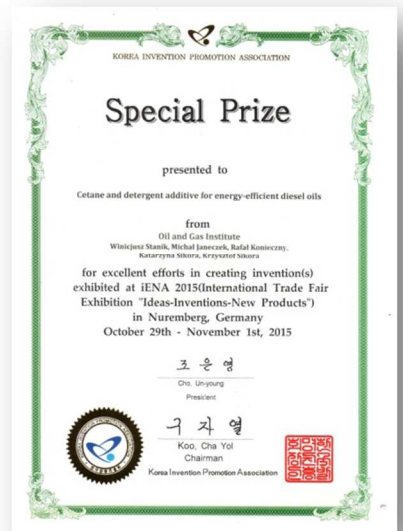 KOREA INVENTION PROMOTION ASSOCIATION
Special Prize
presented to
Cetane and detergent additive for energy-efficient diesel oils
from
Oil and Gas Institute
Winicjusz Stanik, Michał Janeczek, Rafał Konieczny,
Katarzyna Sikora, Krzysztof Sikora
for excellent efforts in creating invention(s)
exhibited at iENA 2015(International Trade Fair
Exhibition "Ideas-Inventions-New Products")
in Nuremberg, Germany
October 29th - November 1st, 2015
조은영
Cho, Un-young
President
구자열
Koo, Cha Yol
Chairman
Korea Invention Promotion Association